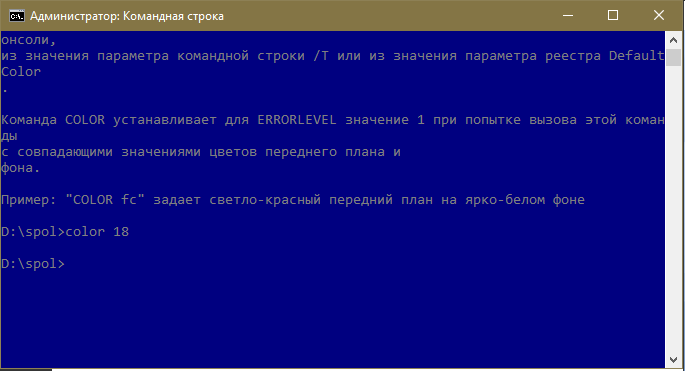 Администратор: Командная строка
онсоли,
из значения параметра командной строки /T или из значения параметра реестра Default
Color
.
Команда COLOR устанавливает для ERRORLEVEL значение 1 при попытке вызова этой коман
ды
с совпадающими значениями цветов переднего плана и
фона.
Пример: "COLOR fc" задает светло-красный передний план на ярко-белом фоне
D:\spol>color 18
D:\spol>